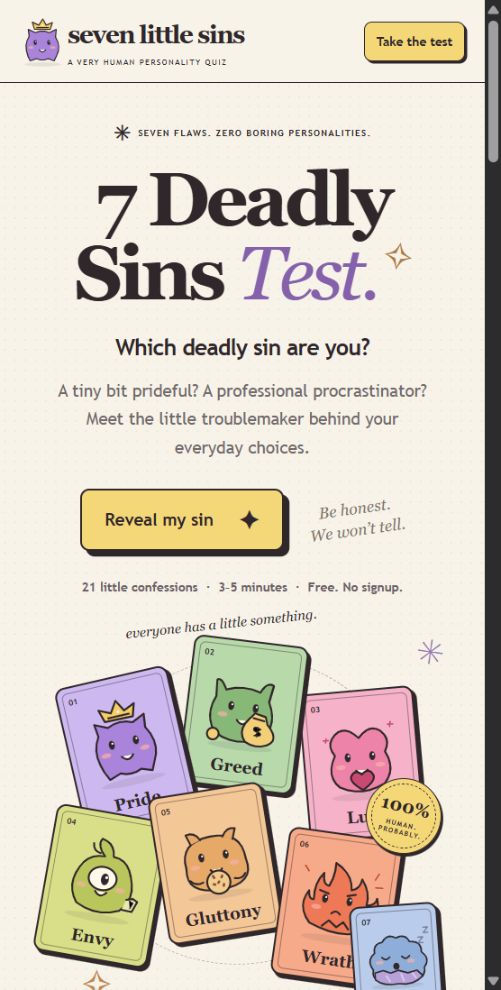 seven little sins
A VERY HUMAN PERSONALITY QUIZ
Take the test
SEVEN FLAWS. ZERO BORING PERSONALITIES.
7 Deadly
Sins Test.
Which deadly sin are you?
A tiny bit prideful? A professional procrastinator?
Meet the little troublemaker behind your
everyday choices.
Reveal my sin
Be honest.
We won't tell.
21 little confessions · 3-5 minutes · Free. No signup.
everyone has a little something.
01
Pride
02
Greed
03
Lu
100%
HUMAN.
PROBABLY.
04
Envy
05
Gluttony
06
Wrath
07
z
z